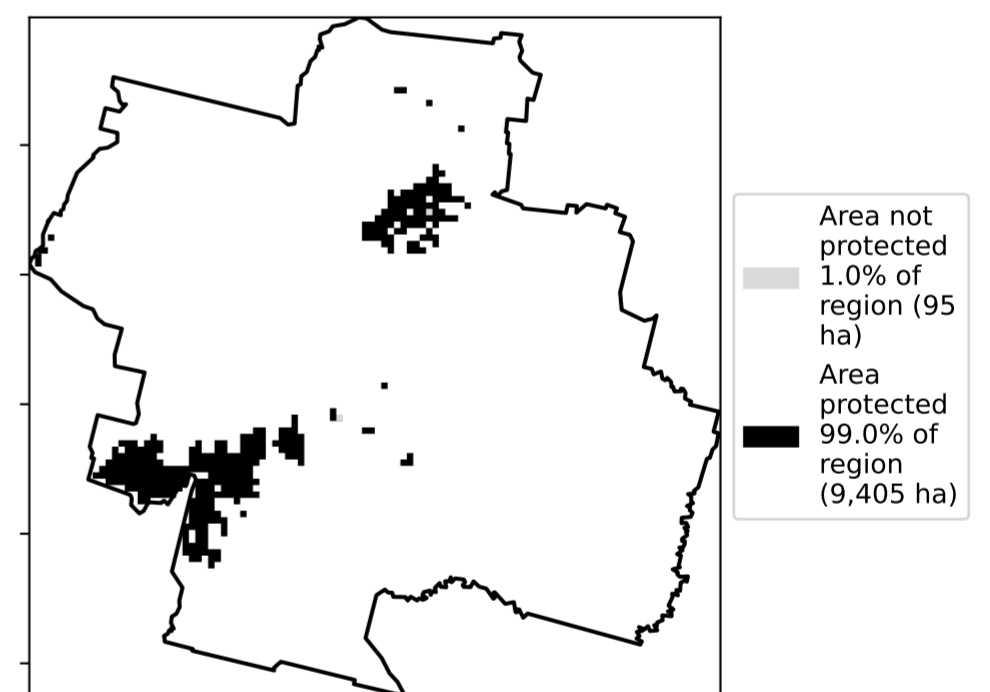 Area not
protected
1.0% of
region (95
ha)
Area
protected
99.0% of
region
(9,405 ha)